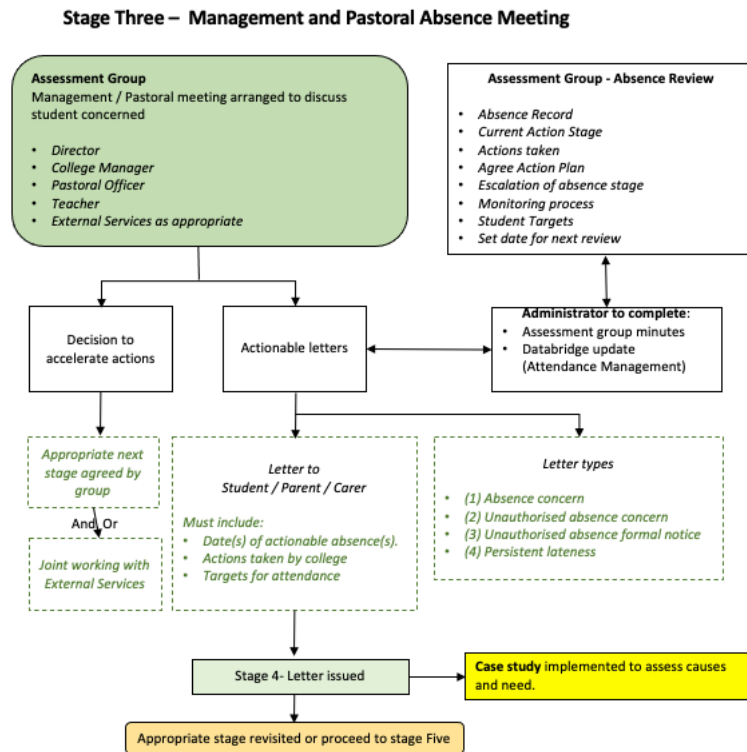 Stage Three – Management and Pastoral Absence Meeting
Assessment Group
Management / Pastoral meeting arranged to discuss
student concerned
• Director
• College Manager
• Pastoral Officer
• Teacher
• External Services as appropriate
Assessment Group - Absence Review
• Absence Record
• Current Action Stage
• Actions taken
• Agree Action Plan
• Escalation of absence stage
• Monitoring process
• Student Targets
• Set date for next review
Decision to
accelerate actions
Actionable letters
Administrator to complete:
• Assessment group minutes
• Databridge update
(Attendance Management)
Appropriate next
stage agreed by
group
And, Or
Joint working with
External Services
Letter to
Student / Parent / Carer
Must include:
• Date(s) of actionable absence(s).
• Actions taken by college
• Targets for attendance
Letter types
• (1) Absence concern
• (2) Unauthorised absence concern
• (3) Unauthorised absence formal notice
• (4) Persistent lateness
Stage 4- Letter issued
Case study implemented to assess causes
and need.
Appropriate stage revisited or proceed to stage Five